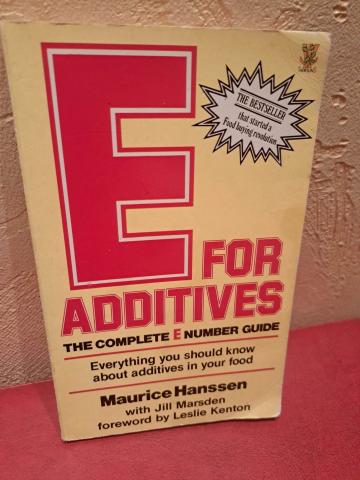 E
THE BESTSELLER
that started a
Food buying revolution
FOR
ADDITIVES
THE COMPLETE E NUMBER GUIDE
Everything you should know
about additives in your food
Maurice Hanssen
with Jill Marsden
foreword by Leslie Kenton